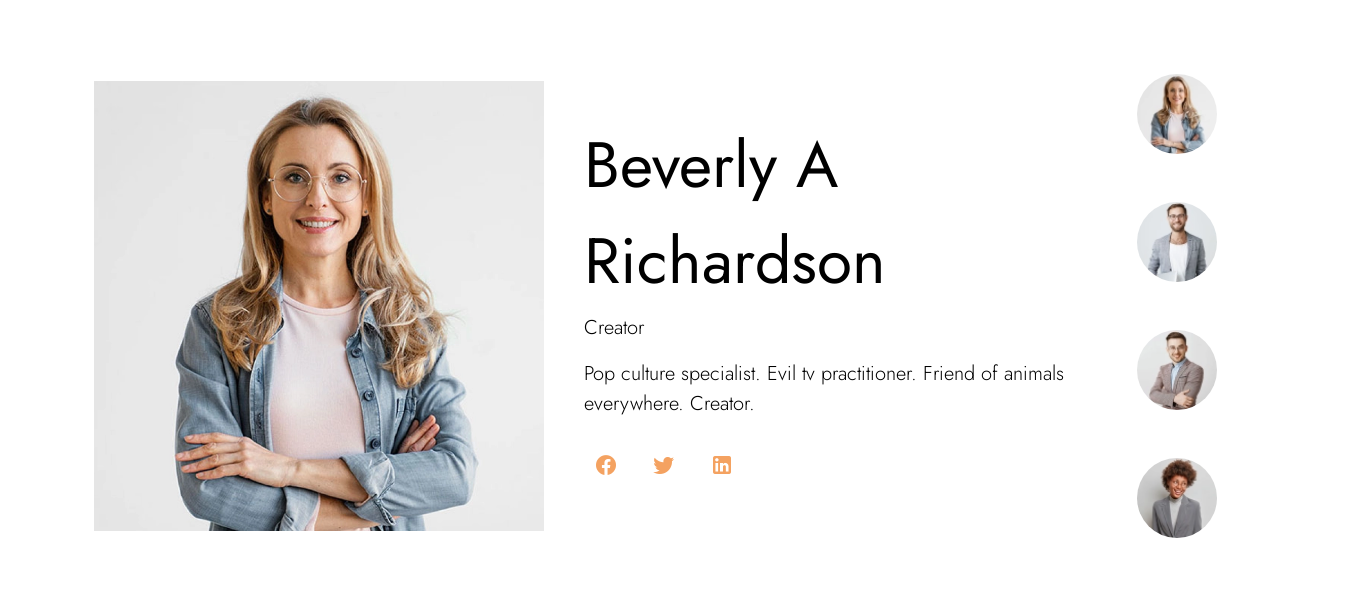 Beverly A
Richardson
Creator
Pop culture specialist. Evil tv practitioner. Friend of animals
everywhere. Creator.